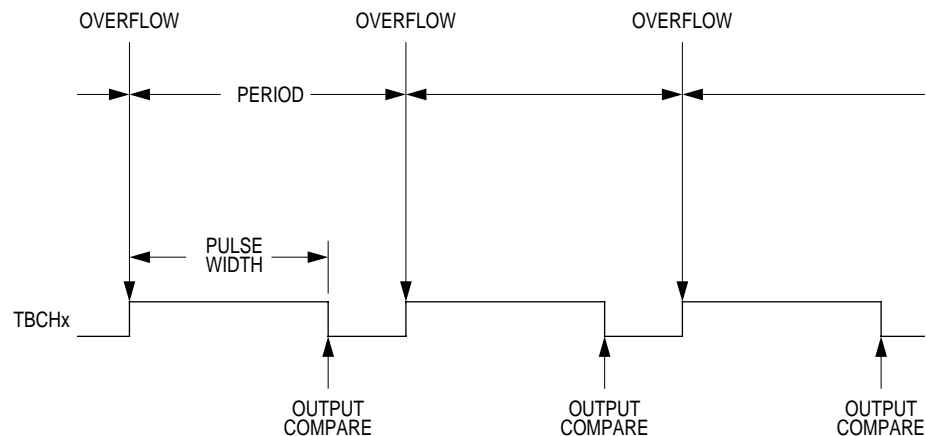 OVERFLOW
OVERFLOW
OVERFLOW
PERIOD
PULSE
WIDTH
TBCHx
OUTPUT
COMPARE
OUTPUT
COMPARE
OUTPUT
COMPARE